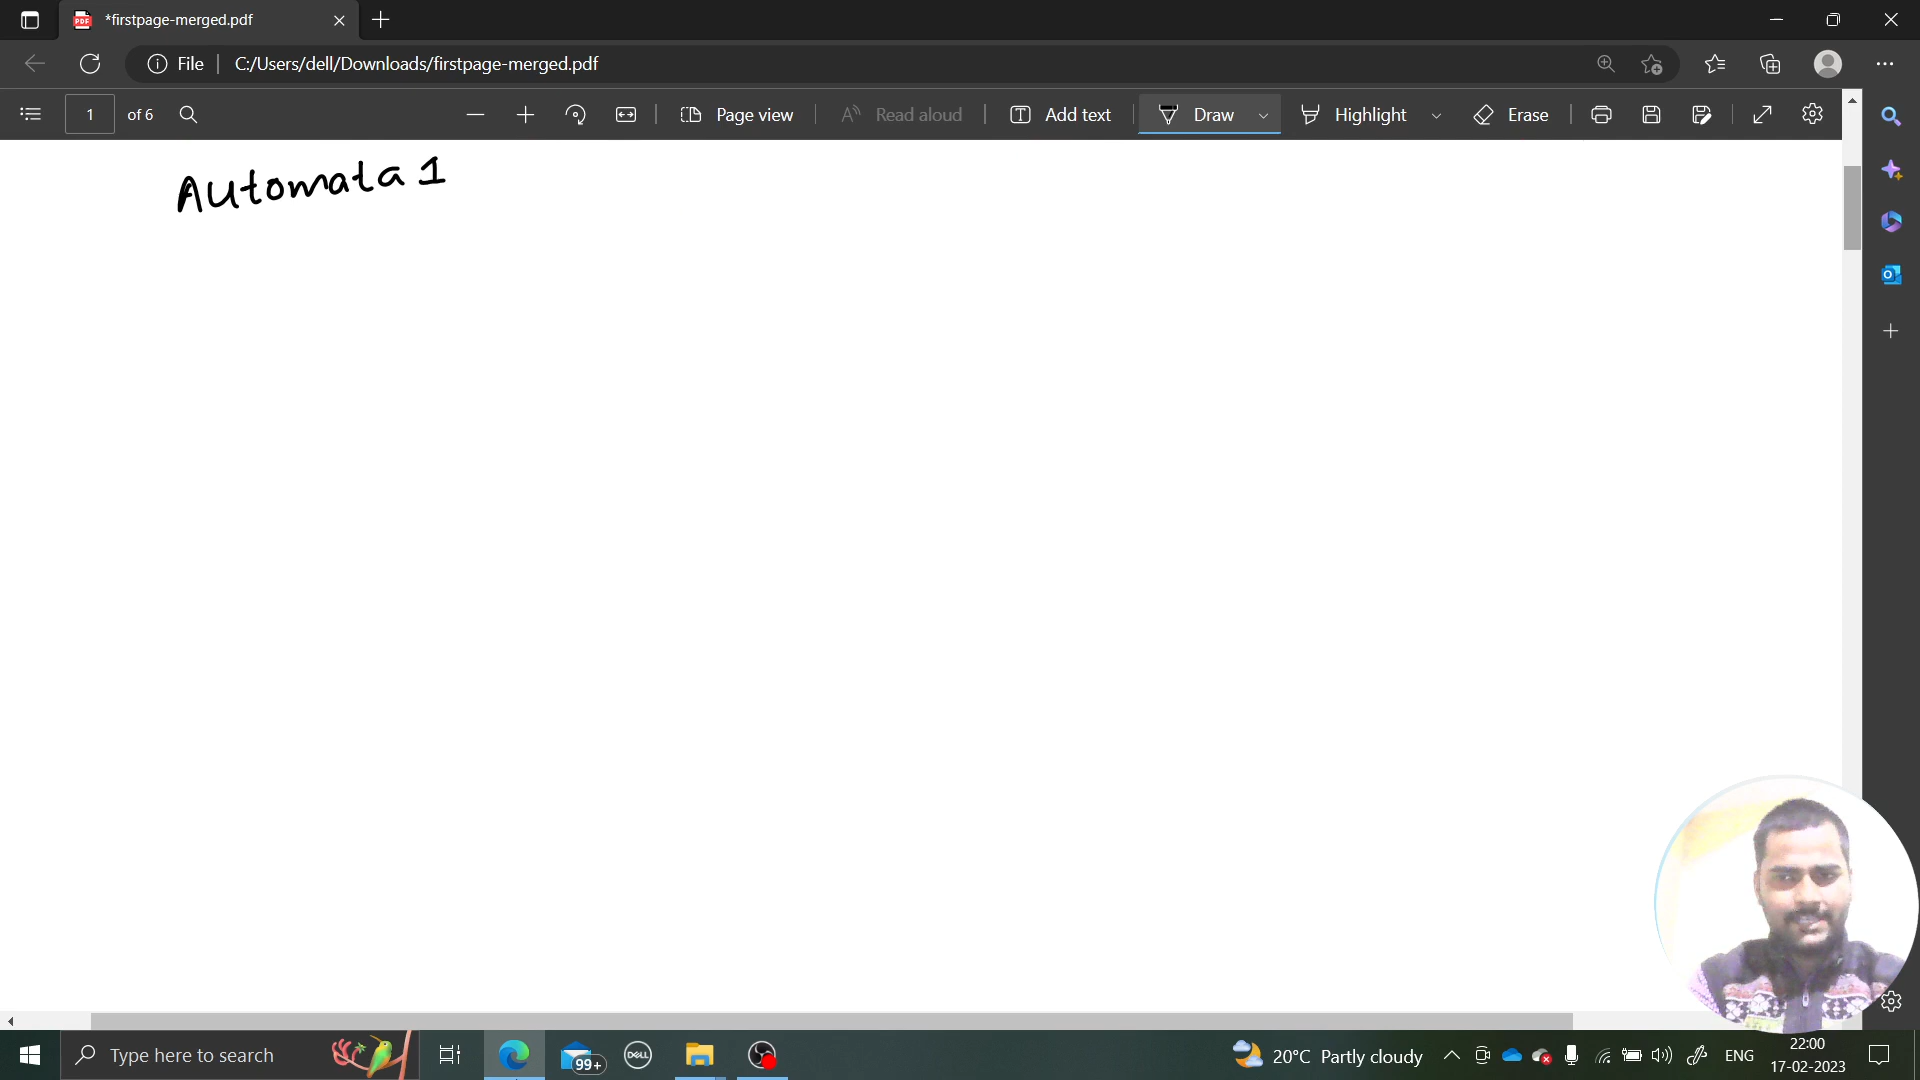 *firstpage-merged.pdf
File
C:/Users/dell/Downloads/firstpage-merged.pdf
1 of 6
Page view
Read aloud
Add text
Draw
Highlight
Erase
Automata 1
Type here to search
99+
DELL
20°C Partly cloudy
ENG
22:00
17-02-2023